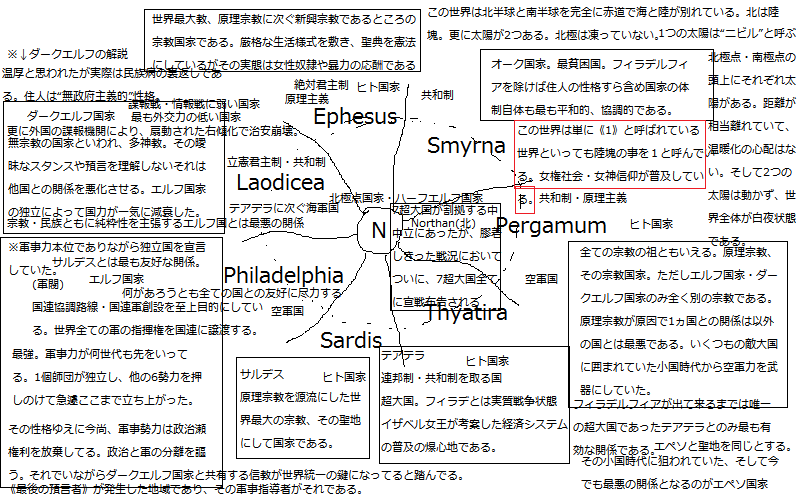 世界最大教、原理宗教に次ぐ新興宗教であるところの
宗教国家である。厳格な生活様式を敷き、聖典を憲法
にしているがその実態は女性奴隷や暴力の応酬である
この世界は北半球と南半球を完全に赤道で海と陸が別れている。北は陸
塊。更に太陽が2つある。北極は凍っていない。1つの太陽は“ニビル”と呼ぶ
北極点・南極点の
頭上にそれぞれ太
陽がある。距離が
相当離れていて、
温暖化の心配はな
い。そして2つの
太陽は動かず、世
界全体が白夜状態
である。
※↓ダークエルフの解説
温厚と思われたが実際は民族病の裏返しであ
る。住人は“無政府主義的”性格。
諜報戦・情報戦に弱い国家
ダークエルフ国家
最も外交力の低い国家
更に外国の諜報機関により、扇動された右傾化で治安崩壊。
無宗教の国家といわれ、多神教。その曖
昧なスタンスや預言を理解しないそれは
他国との関係を悪化させる。エルフ国家
の独立によって国力が一気に減衰した。
宗教・民族ともに純粋性を主張するエルフ国とは最悪の関係
絶対君主制
ヒト国家
原理主義
Ephesus
共和制
Smyrna
オーク国家。最貧困国。フィラデルフィ
アを除けば住人の性格すら含め国家の体
制自体も最も平和的、協調的である。
この世界は単に《1》と呼ばれている
世界といっても陸塊の事を1と呼んで
る。女権社会・女神信仰が普及してい
る。
共和制・原理主義
立憲君主制・共和制
Laodicea
テアデラに次ぐ海軍国
北極点国家・ハーフエルフ国家
N
Northan(北)
7超大国が割拠する中
中立にあったが、膠着
しきった戦況において
ついに、7超大国全て
に宣戦布告される
Pergamum
ヒト国家
全ての宗教の祖ともいえる。原理宗教、
その宗教国家。ただしエルフ国家・ダー
クエルフ国家のみ全く別の宗教である。
原理宗教が原因で1ヵ国との関係は以外
の国とは最悪である。いくつもの敵大国
に囲まれていた小国時代から空軍力を武
器にしていた。
空軍国
Thyatira
Philadelphia
空軍国
Sardis
※軍事力本位でありながら独立国を宣言
していた。
サルデスとは最も友好な関係。
(軍閥)
エルフ国家
何があろうとも全ての国との友好に尽力する
国連協調路線・国連軍創設を至上目的にしてい
る。世界全ての軍の指揮権を国連に譲渡する。
最強。軍事力が何世代も先をいって
る。1個師団が独立し、他の6勢力を押
しのけて急遽ここまで立ち上がった。
その性格ゆえに今尚、軍事勢力は政治瀬
権利を放棄してる。政治と軍の分離を謳
う。それでいながらダークエルフ国家と共有する信教が世界統一の鍵になってると踏んでる。
《最後の預言者》が発生した地域であり、その軍事指導者がそれである。
サルデス
ヒト国家
原理宗教を源流にした世
界最大の宗教、その聖地
にして国家である。
テアテラ
ヒト国家
連邦制・共和制を取る国
超大国。フィラデとは実質戦争状態
イザベル女王が考案した経済システム
の普及の爆心地である。
フィラデルフィアが出て来るまでは唯一
の超大国であったテアテラとのみ最も有
効な関係である。
エペソと聖地を同じとする。
その小国時代に狙われていた、そして今
でも最悪の関係となるのがエペソ国家